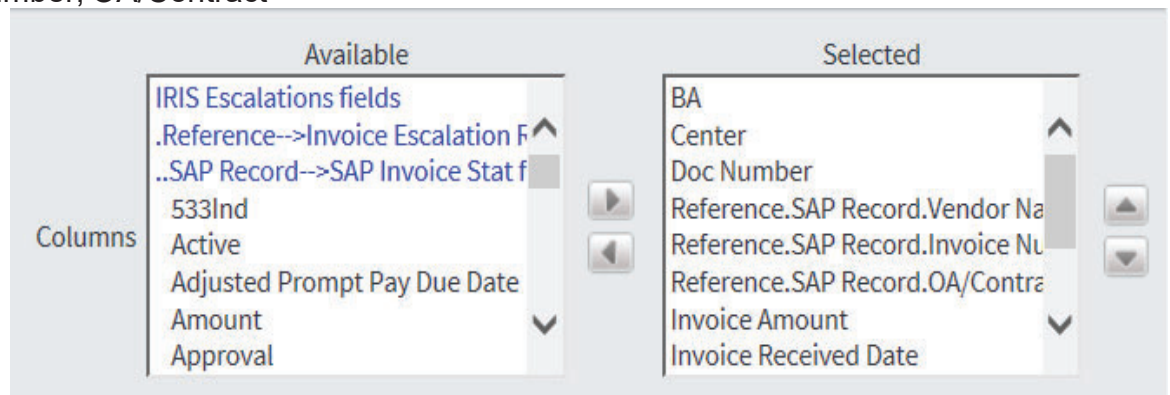 Available
IRIS Escalations fields
.Reference-->Invoice Escalation
..SAP Record-->SAP Invoice Stat f
533Ind
Active
Adjusted Prompt Pay Due Date
Amount
Approval
Columns
Selected
BA
Center
Doc Number
Reference.SAP Record.Vendor Na
Reference.SAP Record.Invoice Nu
Reference.SAP Record.OA/Contra
Invoice Amount
Invoice Received Date